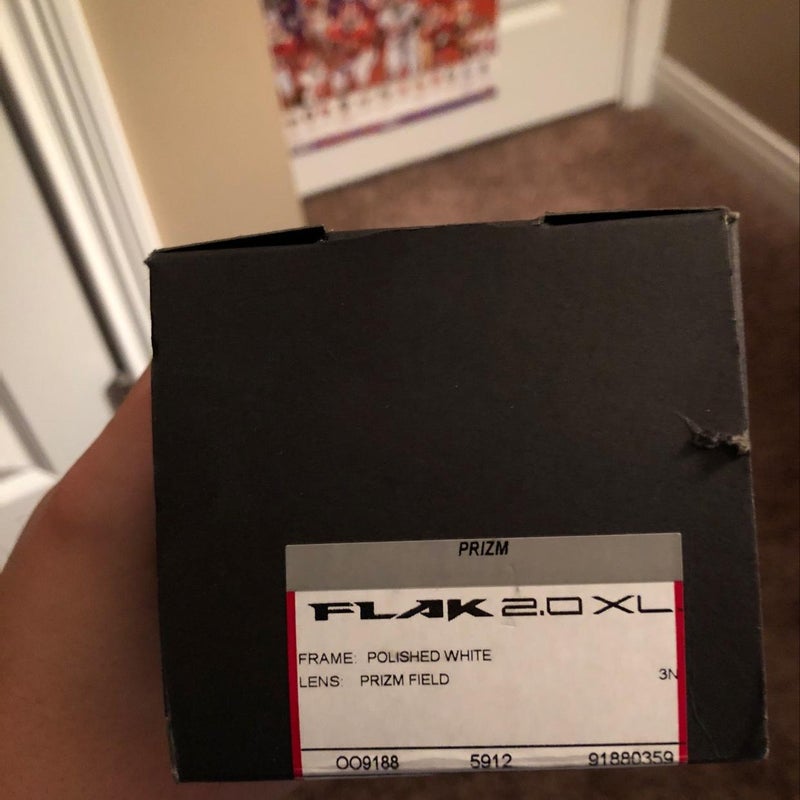 PRIZM
FLAK 2.0 XL
FRAME: POLISHED WHITE
LENS: PRIZM FIELD 3N
OO9188 5912 91880359